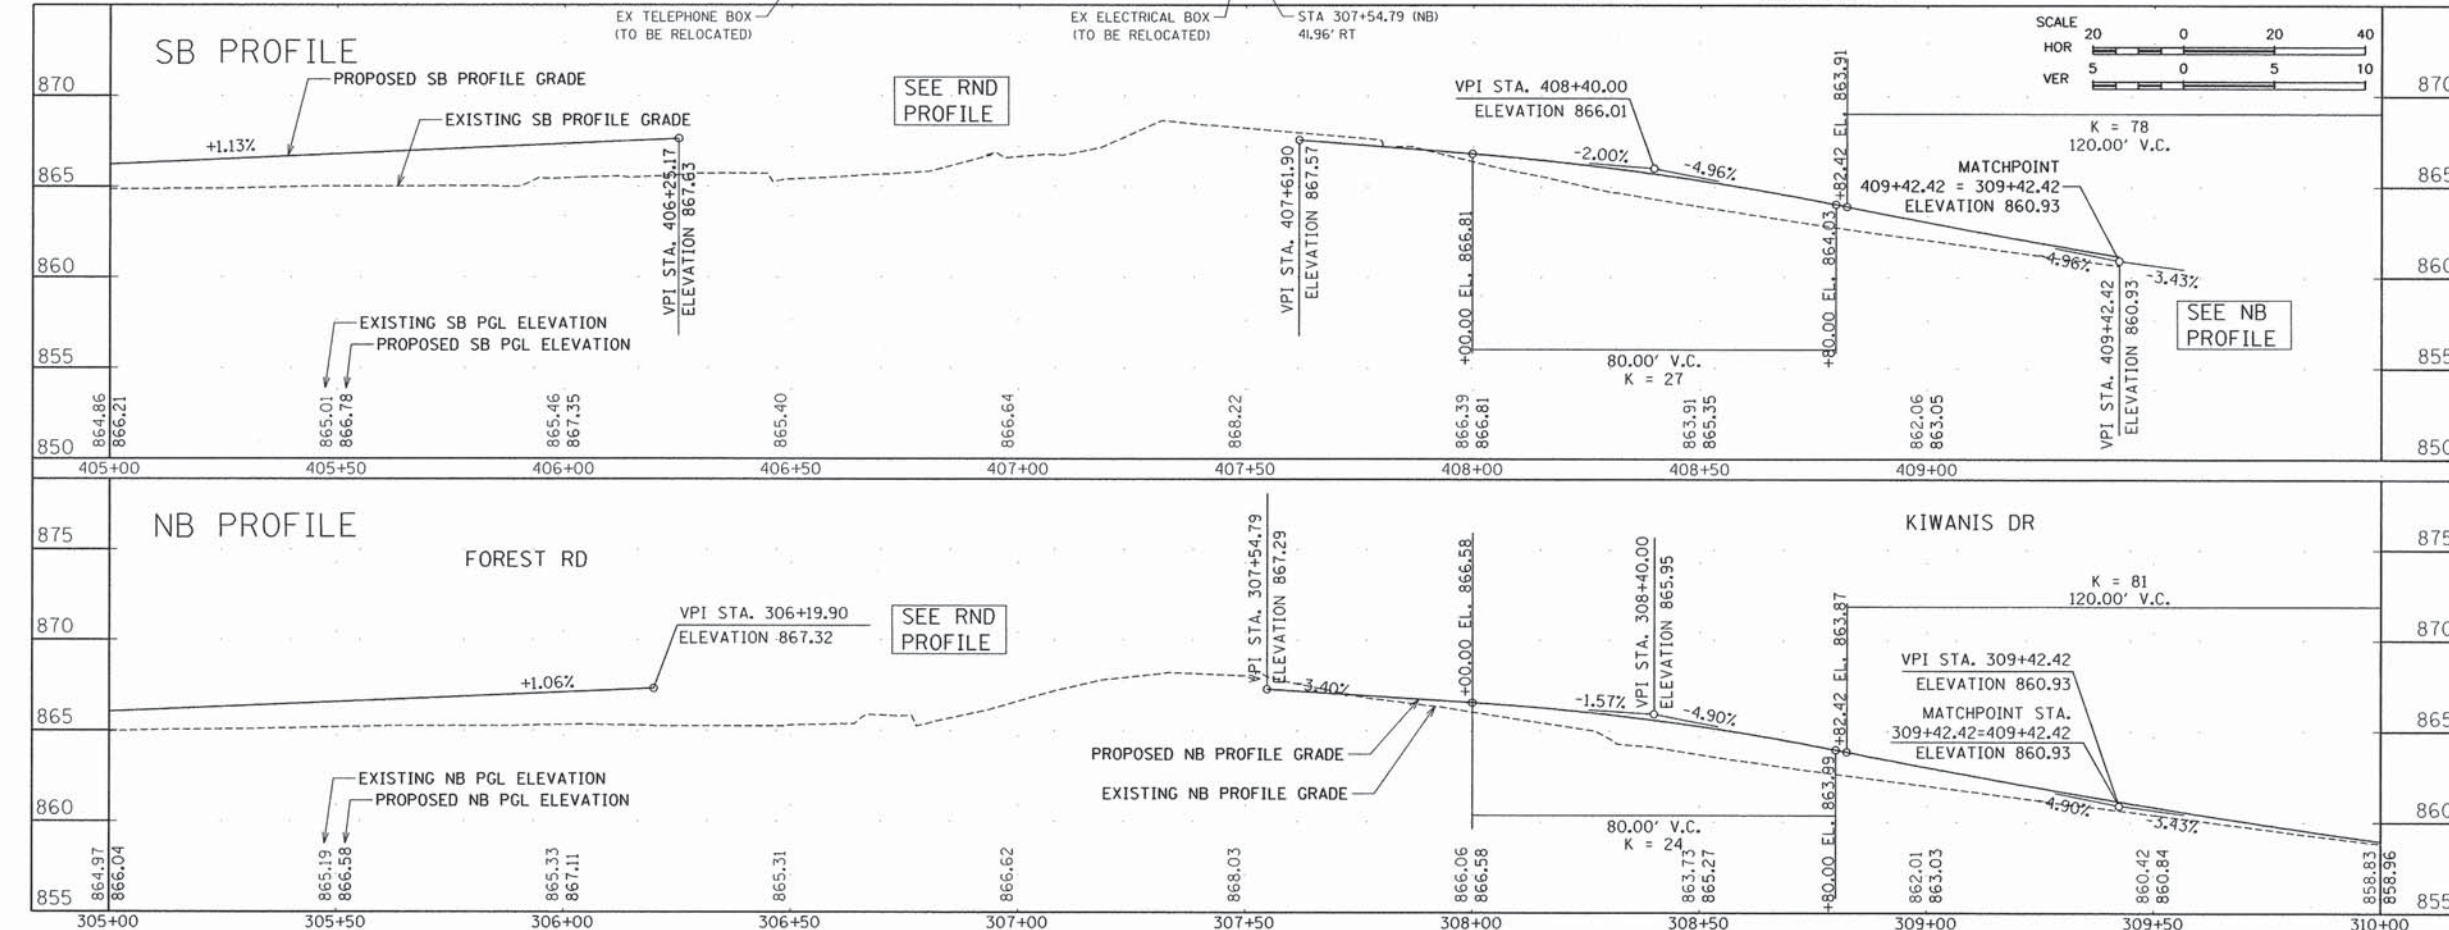 EX TELEPHONE BOX
(TO BE RELOCATED)
EX ELECTRICAL BOX
(TO BE RELOCATED)
STA 307+54.79 (NB)
41.96' RT
SCALE
HOR
20 0 20 40
VER
5 0 5 10
SB PROFILE
PROPOSED SB PROFILE GRADE
EXISTING SB PROFILE GRADE
+1.13%
SEE RND
PROFILE
870
865
860
855
850
VPI STA. 406+25.17
ELEVATION 867.63
VPI STA. 407+61.90
ELEVATION 867.57
VPI STA. 408+40.00
ELEVATION 866.01
-2.00%
-4.96%
+00.00 EL. 866.81
+80.00 EL. 864.03
80.00' V.C.
K = 27
+82.42 EL. 863.91
K = 78
120.00' V.C.
MATCHPOINT
409+42.42 = 309+42.42
ELEVATION 860.93
-4.96%
-3.43%
VPI STA. 409+42.42
ELEVATION 860.93
SEE NB
PROFILE
EXISTING SB PGL ELEVATION
PROPOSED SB PGL ELEVATION
864.86
866.21
865.01
866.78
865.46
867.35
865.40
866.64
868.22
866.39
866.81
863.91
865.35
862.06
863.05
870
860
855
850
405+00 405+50 406+00 406+50 407+00 407+50 408+00 408+50 409+00
NB PROFILE
FOREST RD
KIWANIS DR
875
870
865
860
855
+1.06%
VPI STA. 306+19.90
ELEVATION 867.32
SEE RND
PROFILE
VPI STA. 307+54.79
ELEVATION 867.29
3.40%
+00.00 EL. 866.58
-1.57%
VPI STA. 308+40.00
ELEVATION 865.95
-4.90%
+82.42 EL. 863.87
K = 81
120.00' V.C.
VPI STA. 309+42.42
ELEVATION 860.93
MATCHPOINT STA.
309+42.42=409+42.42
ELEVATION 860.93
-4.90%
-3.43%
PROPOSED NB PROFILE GRADE
EXISTING NB PROFILE GRADE
80.00' V.C.
K = 24
+80.00 EL. 863.99
EXISTING NB PGL ELEVATION
PROPOSED NB PGL ELEVATION
864.97
866.04
865.19
866.58
865.33
867.11
865.31
866.62
868.03
866.06
866.58
863.73
865.27
862.01
863.03
860.42
860.84
858.83
858.96
875
870
860
855
305+00 305+50 306+00 306+50 307+00 307+50 308+00 308+50 309+00 309+50 310+00